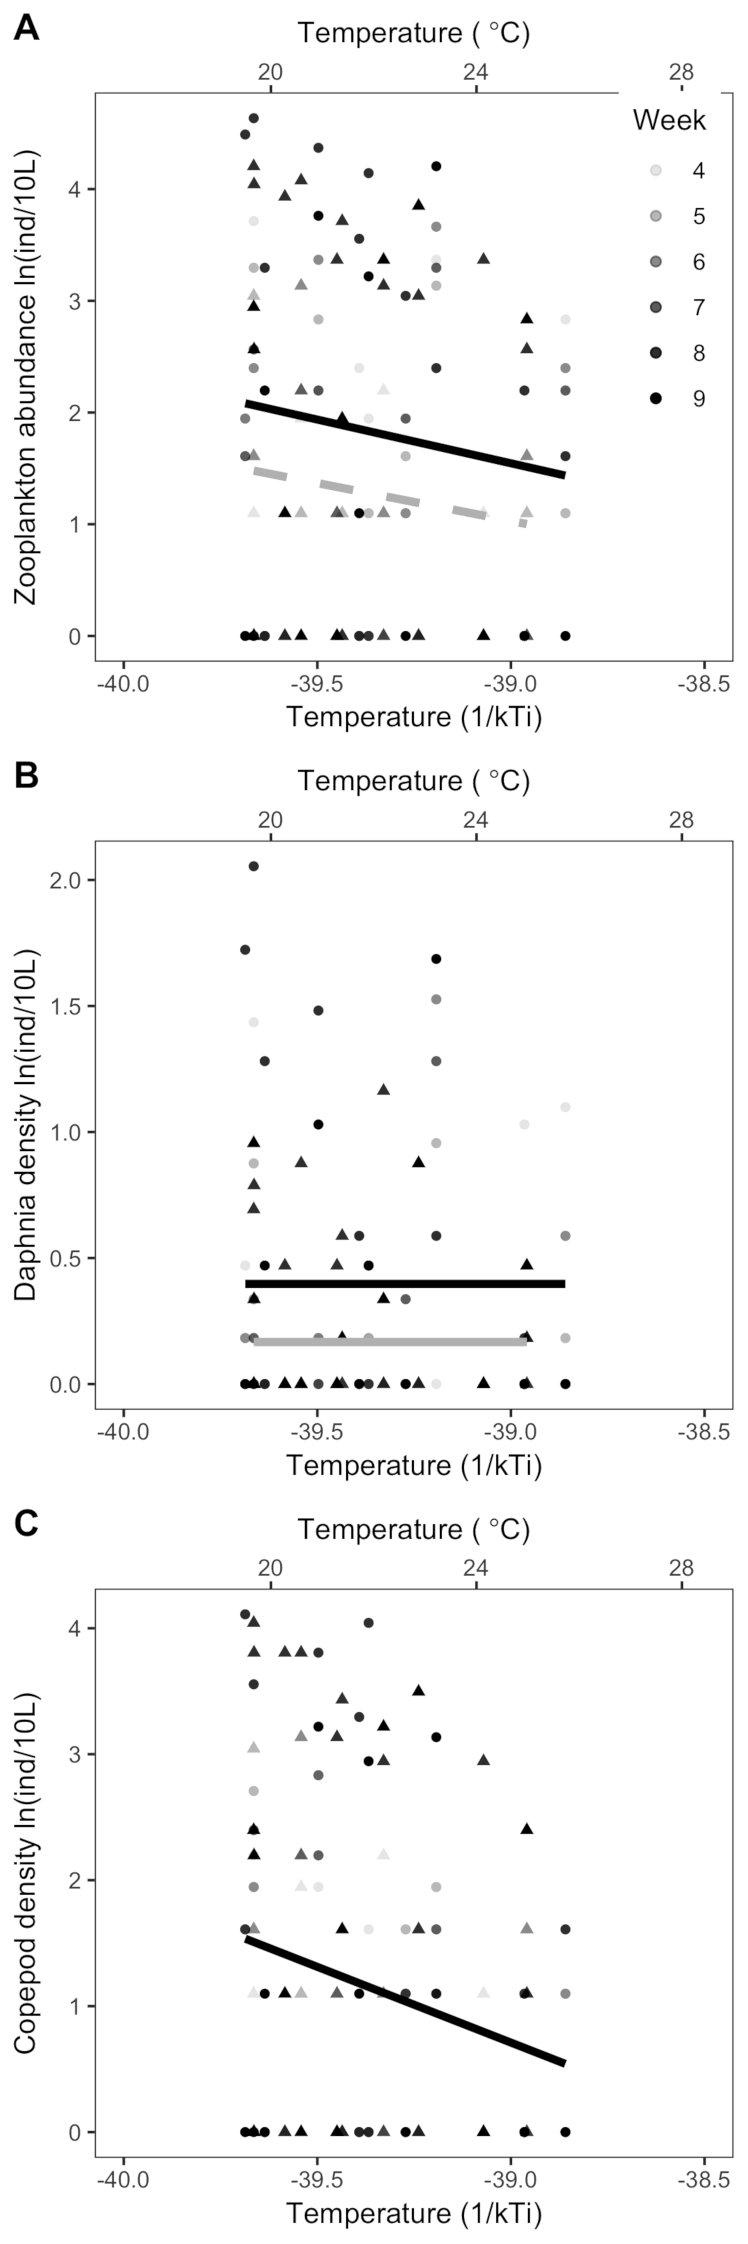 A
Temperature ( °C)
20 24 28
Zooplankton abundance ln(ind/10L)
4
3
2
1
0
Week
4
5
6
7
8
9
-40.0 -39.5 -39.0 -38.5
Temperature (1/kTi)
B
Temperature ( °C)
20 24 28
Daphnia density ln(ind/10L)
2.0
1.5
1.0
0.5
0.0
-40.0 -39.5 -39.0 -38.5
Temperature (1/kTi)
C
Temperature ( °C)
20 24 28
Copepod density ln(ind/10L)
4
3
2
1
0
-40.0 -39.5 -39.0 -38.5
Temperature (1/kTi)